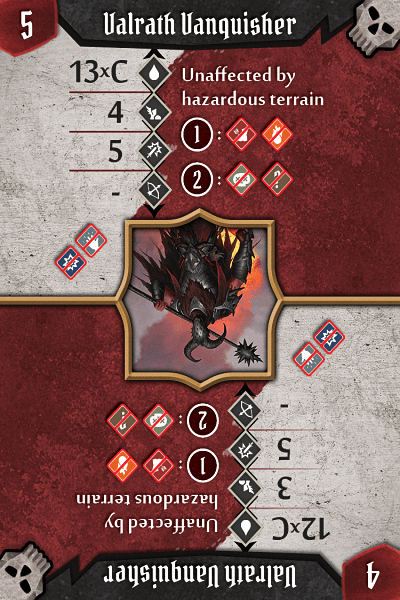 5
Valrath Vanquisher
13xC
Unaffected by
hazardous terrain
4
1:
5
2:
-
-
2:
5
1:
3
Unaffected by
hazardous terrain
12xC
4
Valrath Vanquisher